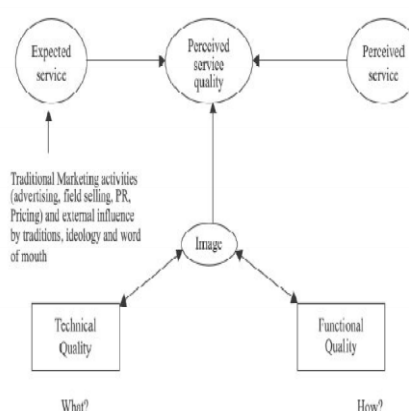 Expected
service
Perceived
service
quality
Perceived
service
Traditional Marketing activities
(advertising, field selling, PR,
Pricing) and external influence
by traditions, ideology and word
of mouth
Image
Technical
Quality
Functional
Quality
What?
How?